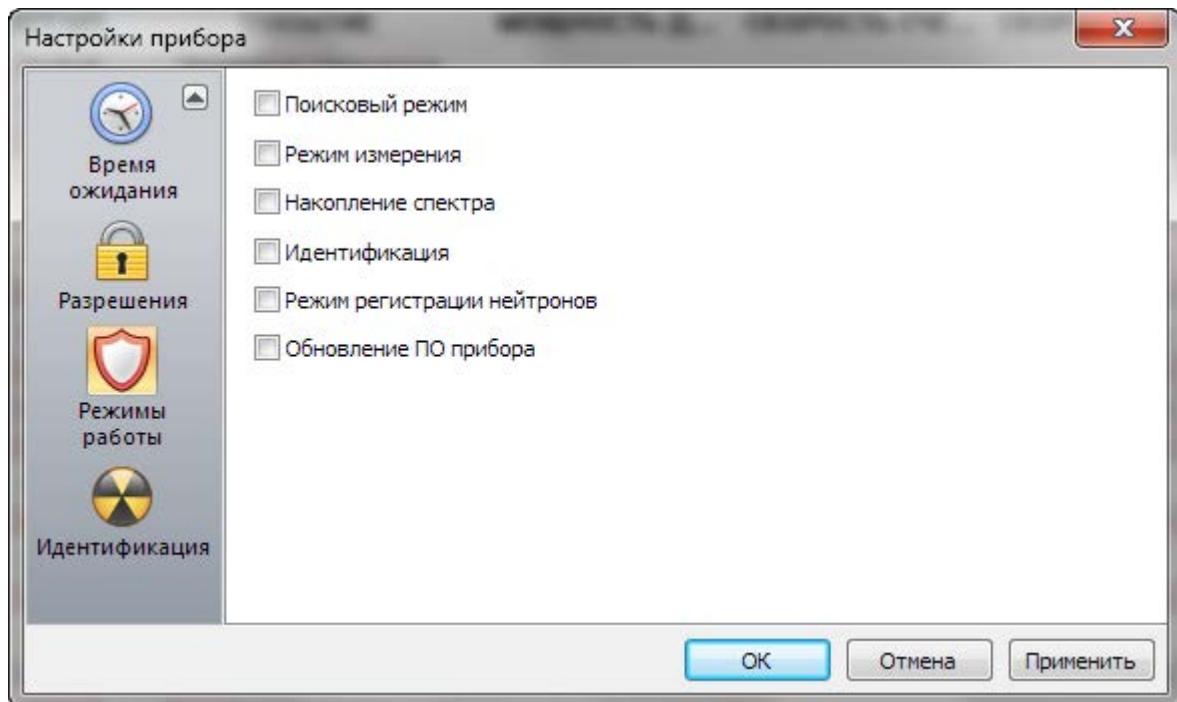 Настройки прибора
Время
ожидания
Разрешения
Режимы
работы
Идентификация
Поисковый режим
Режим измерения
Накопление спектра
Идентификация
Режим регистрации нейтронов
Обновление ПО прибора
ОК
Отмена
Применить